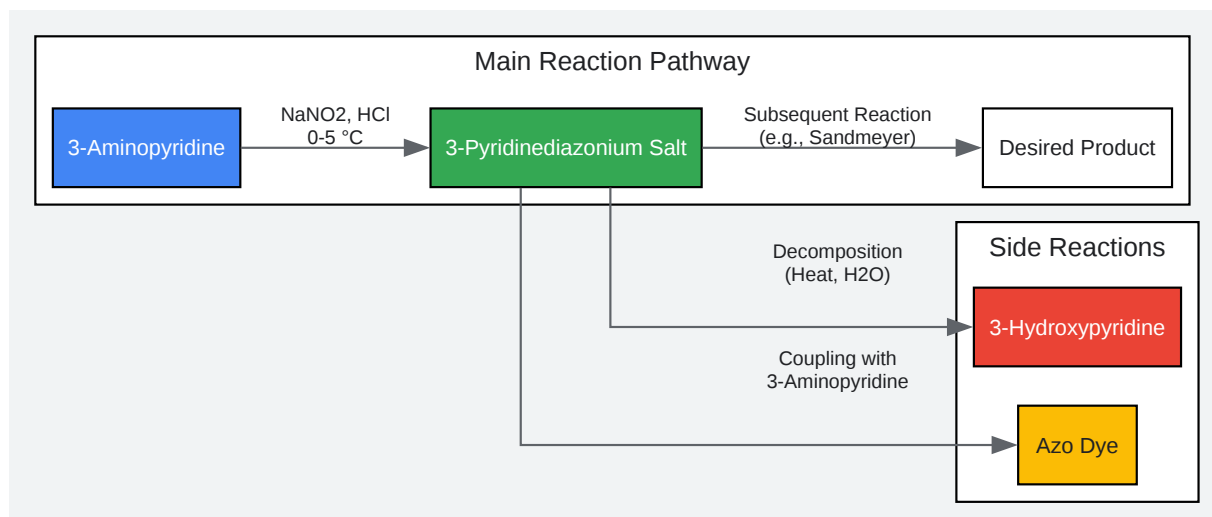 Main Reaction Pathway
3-Aminopyridine
NaNO2, HCl
0-5 °C
3-Pyridinediazonium Salt
Subsequent Reaction
(e.g., Sandmeyer)
Desired Product
Side Reactions
Decomposition
(Heat, H2O)
3-Hydroxypyridine
Coupling with
3-Aminopyridine
Azo Dye